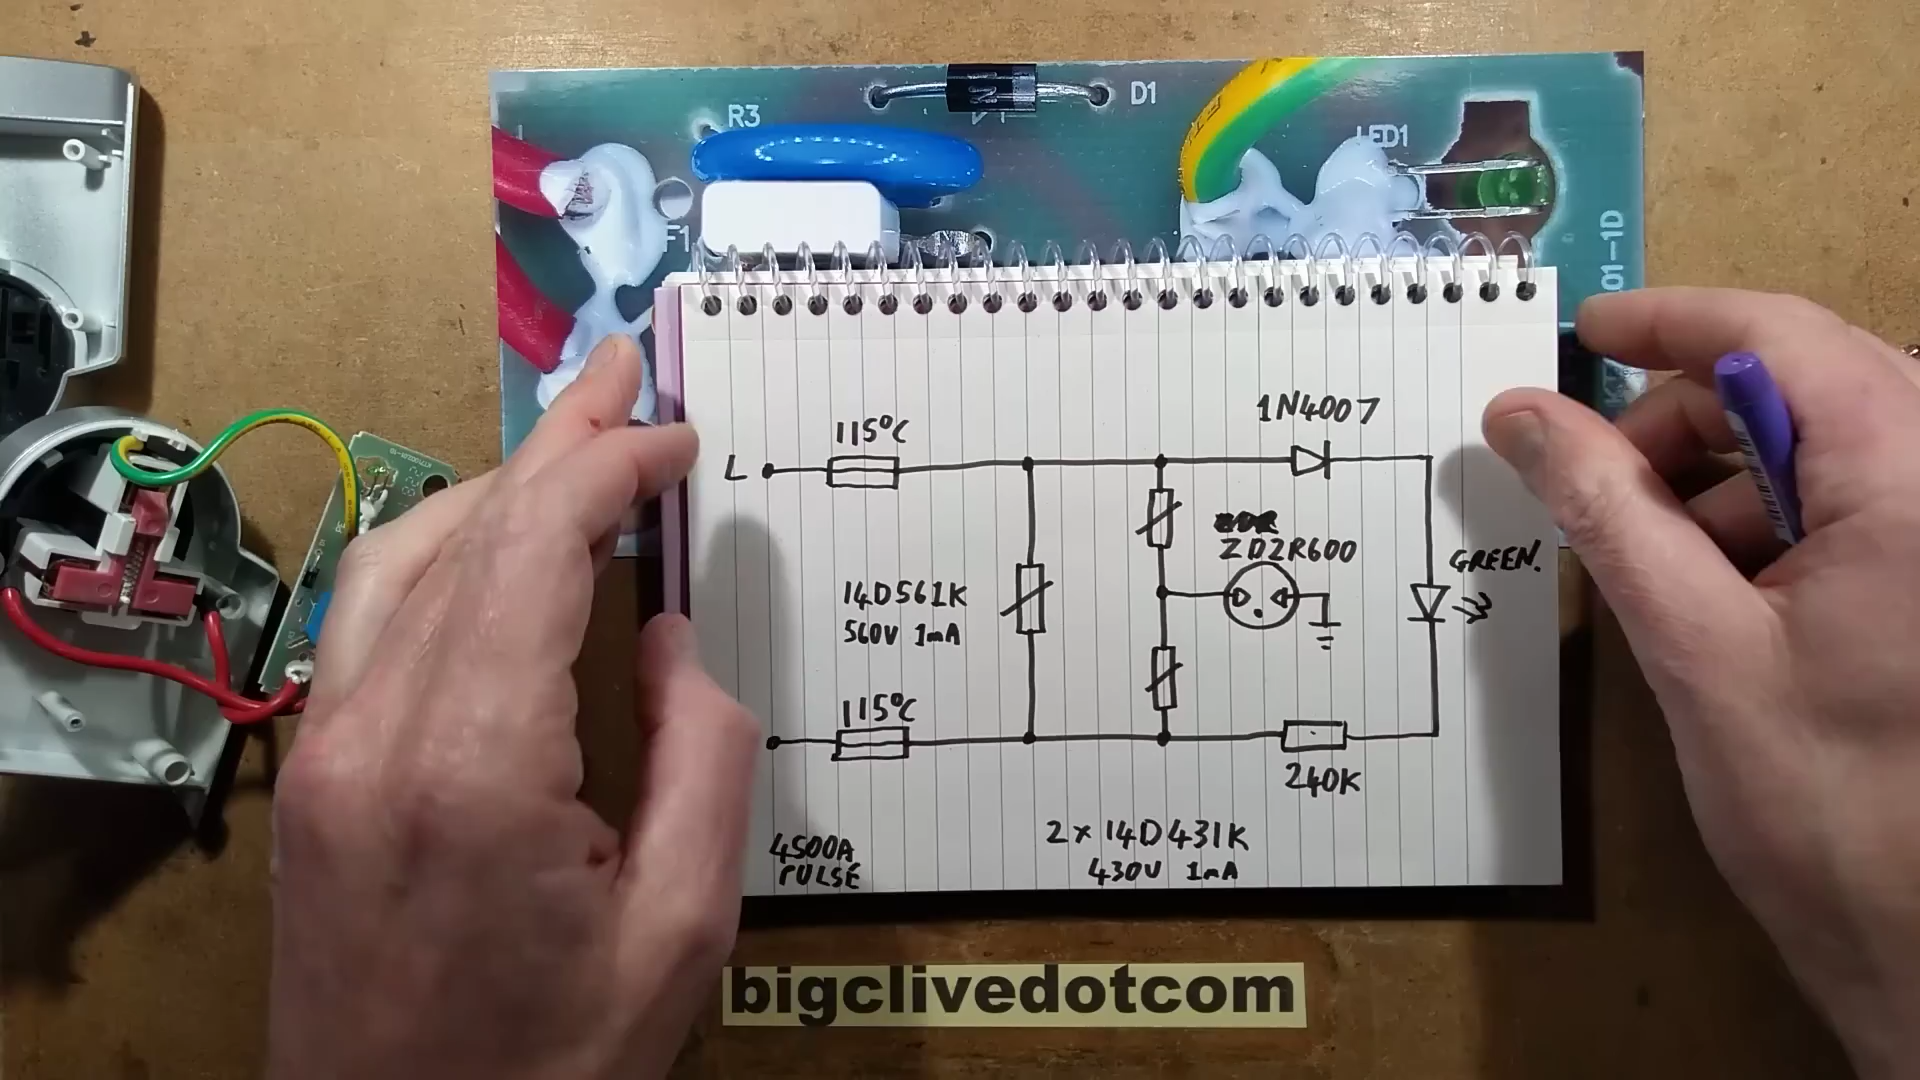 R3
D1
LED1
F1
01-1D
1N4007
115°C
L
ZD2R600
GREEN.
14D561K
560V 1mA
115°C
240K
2 x 14D431K
430V 1mA
4500A
PULSE
bigclivedotcom